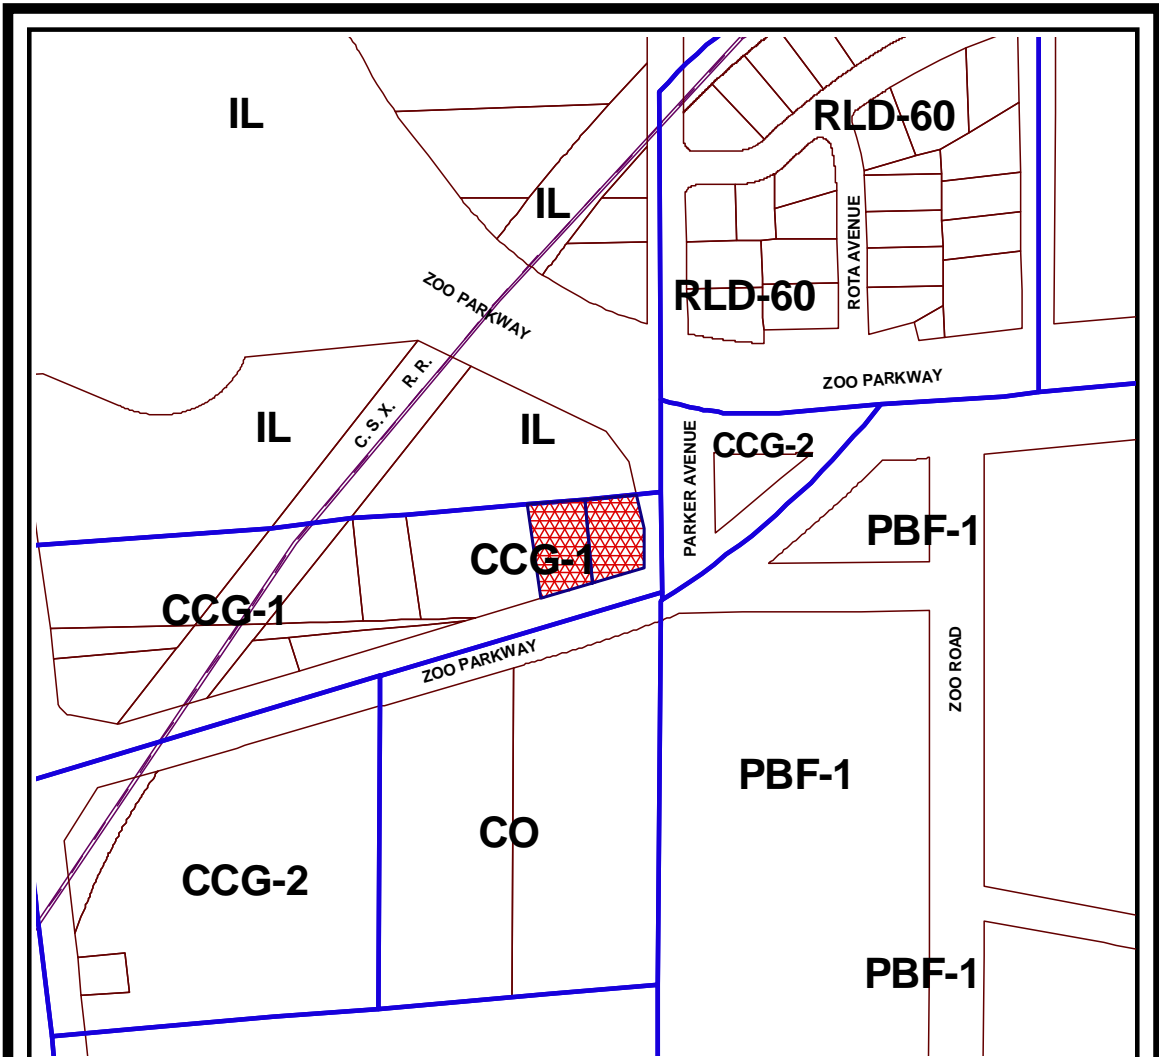 IL
RLD-60
IL
ROTA AVENUE
RLD-60
ZOO PARKWAY
ZOO PARKWAY
C. S. X. R. R.
IL
IL
CCG-2
PARKER AVENUE
PBF-1
CCG-1
CCG-1
ZOO PARKWAY
ZOO ROAD
PBF-1
CO
CCG-2
PBF-1